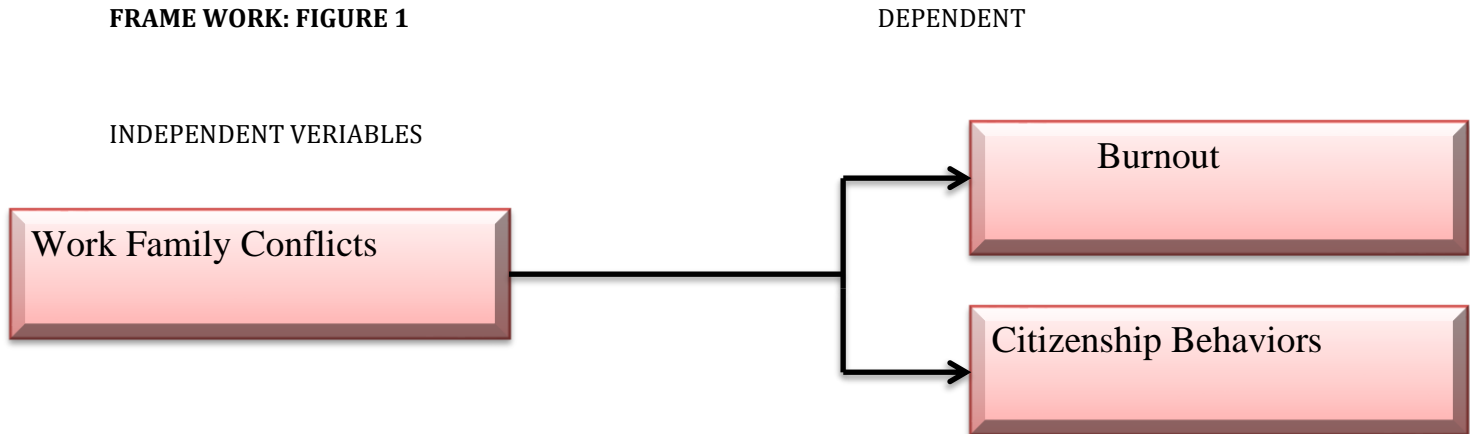 FRAME WORK: FIGURE 1
DEPENDENT
INDEPENDENT VERIABLES
Work Family Conflicts
Burnout
Citizenship Behaviors